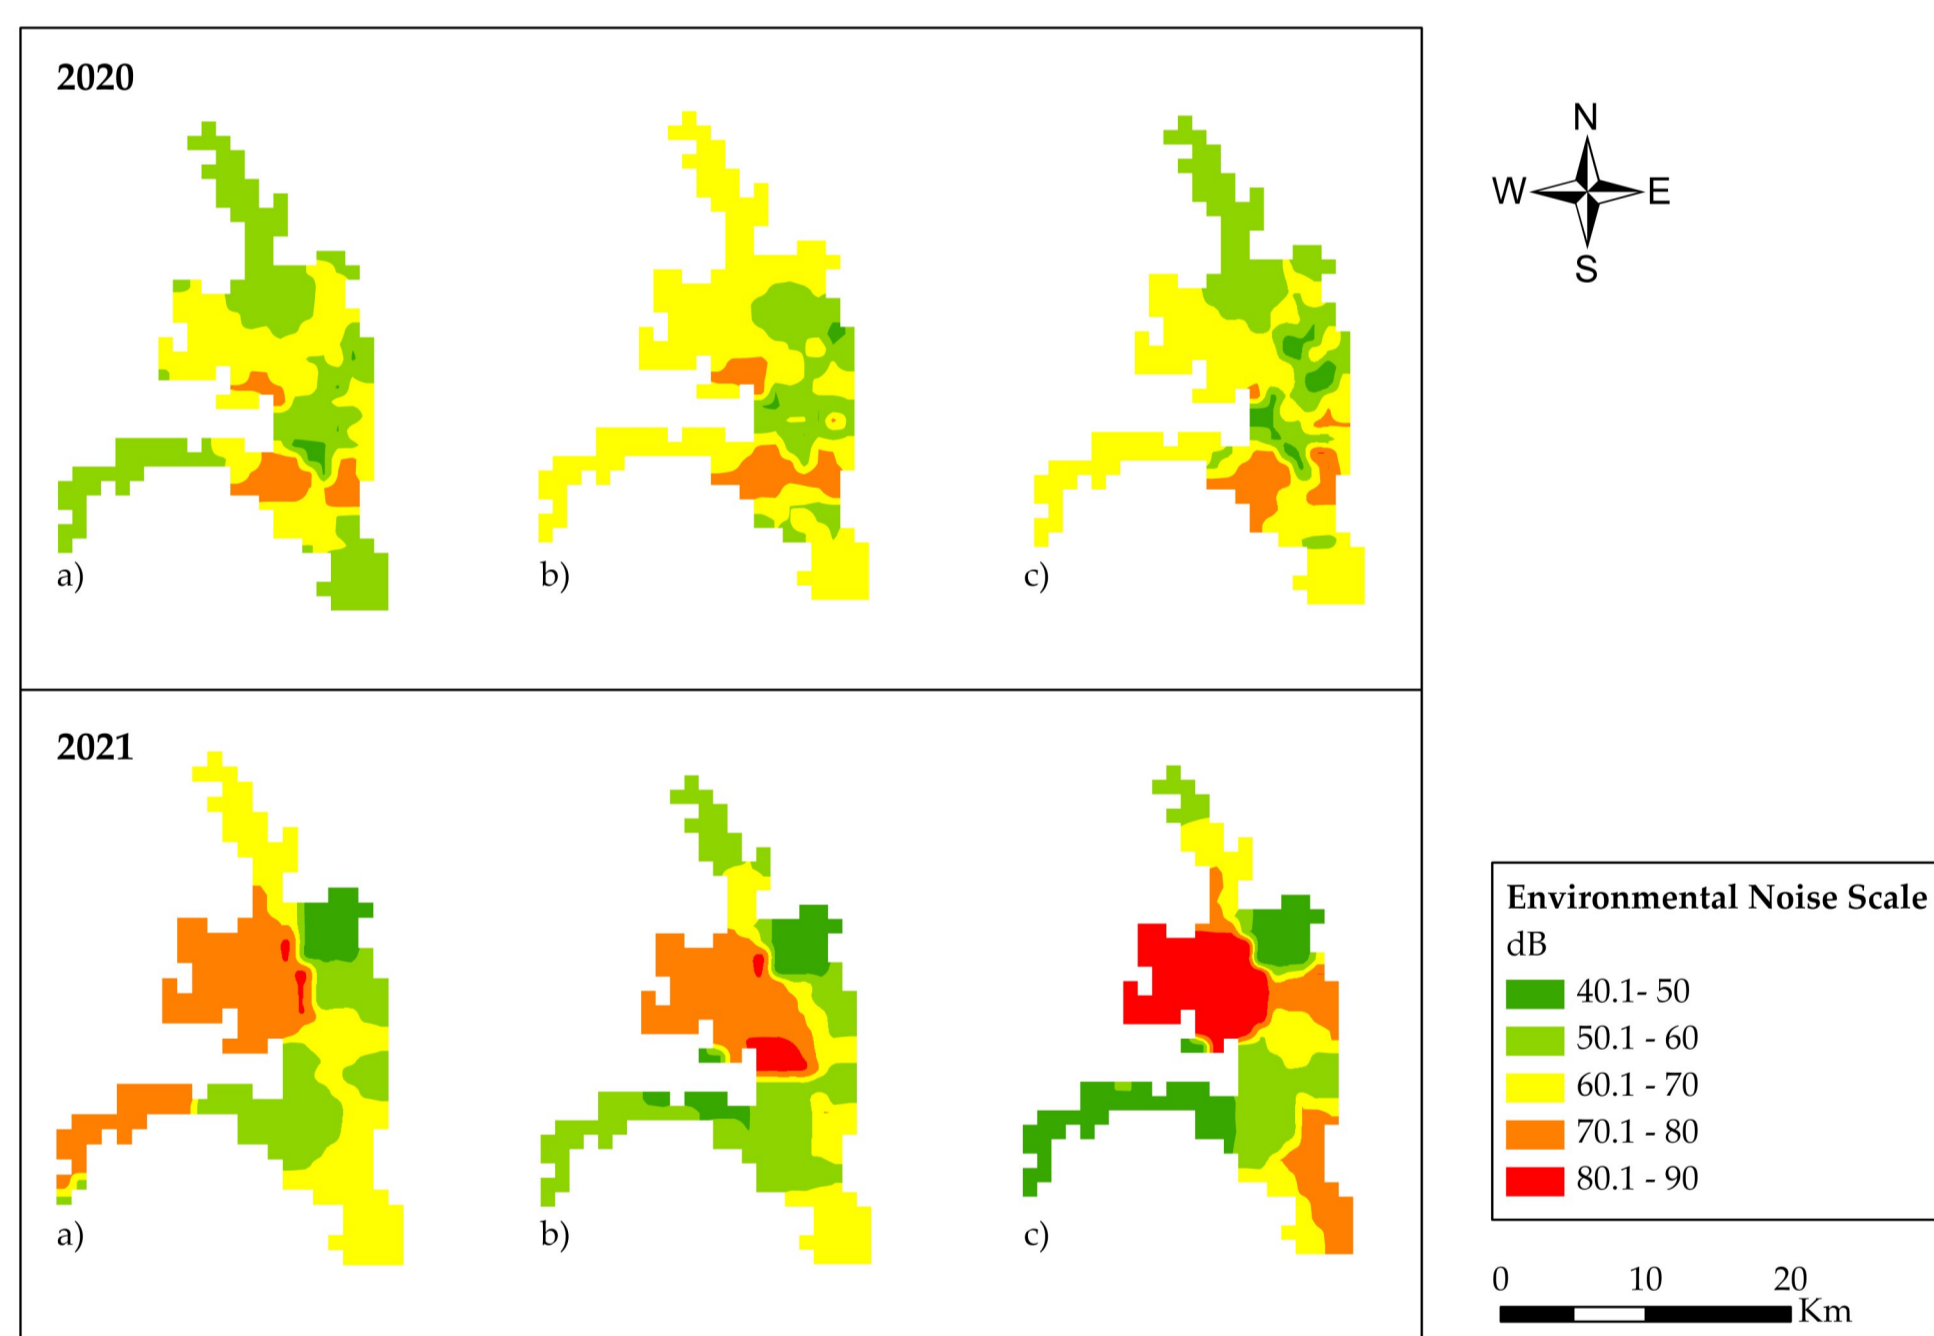 2020
a)
b)
c)
2021
a)
b)
c)
N
W
E
S
Environmental Noise Scale
dB
40.1- 50
50.1 - 60
60.1 - 70
70.1 - 80
80.1 - 90
0 10 20
Km